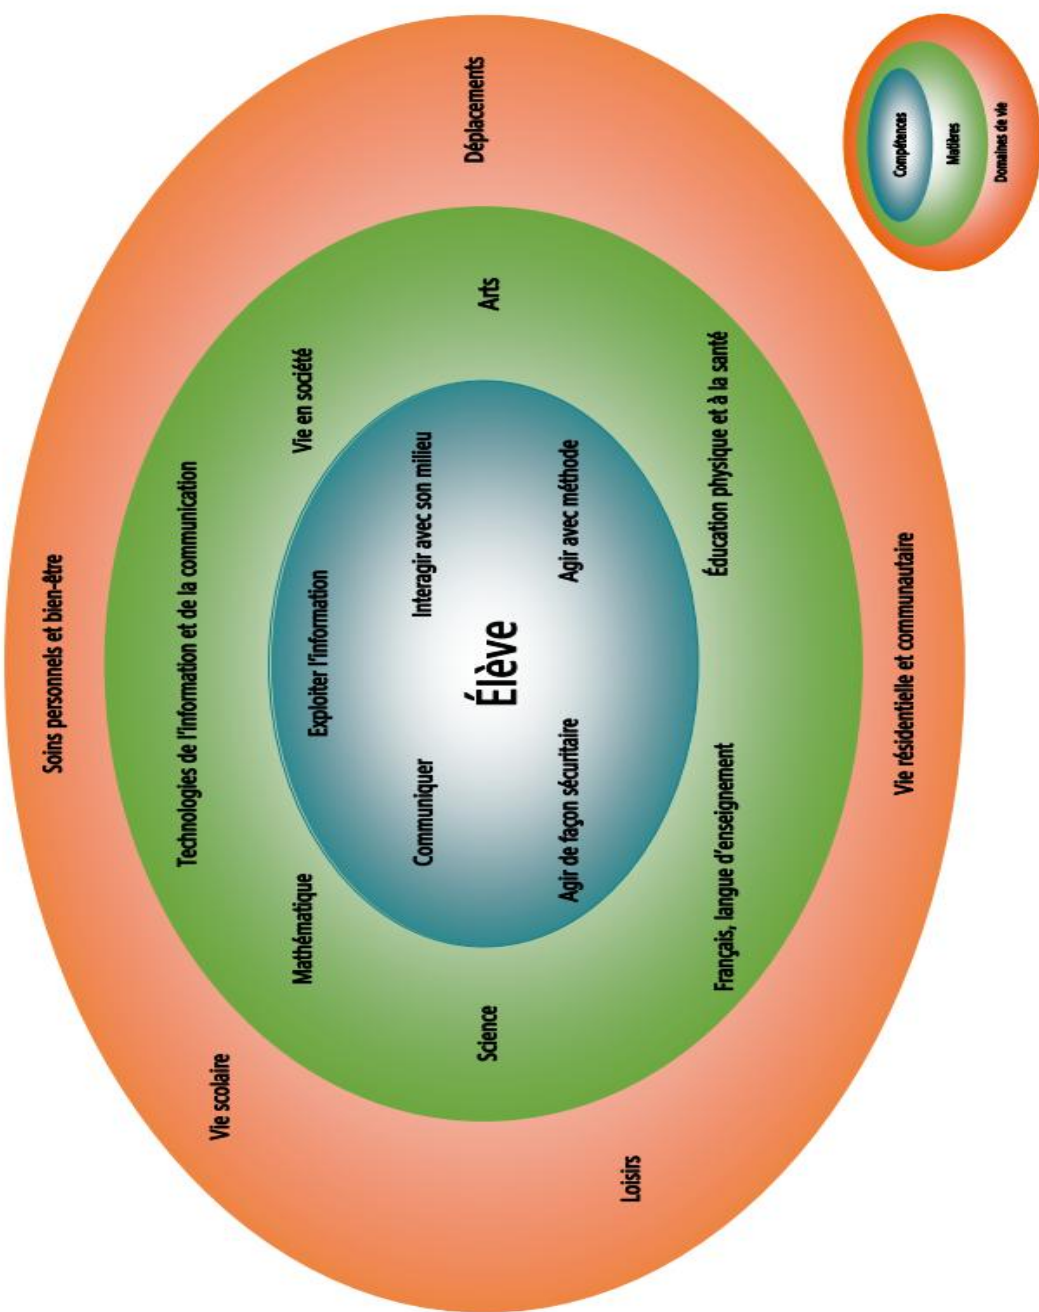 Soins personnels et bien-être
Technologies de l'information et de la communication
Vie scolaire
Mathématique
Vie en société
Exploiter l'information
Communiquer
Interagir avec son milieu
Science
Élève
Arts
Déplacements
Agir de façon sécuritaire
Agir avec méthode
Loisirs
Français, langue d'enseignement
Éducation physique et à la santé
Vie résidentielle et communautaire
Compétences
Matières
Domaines de vie